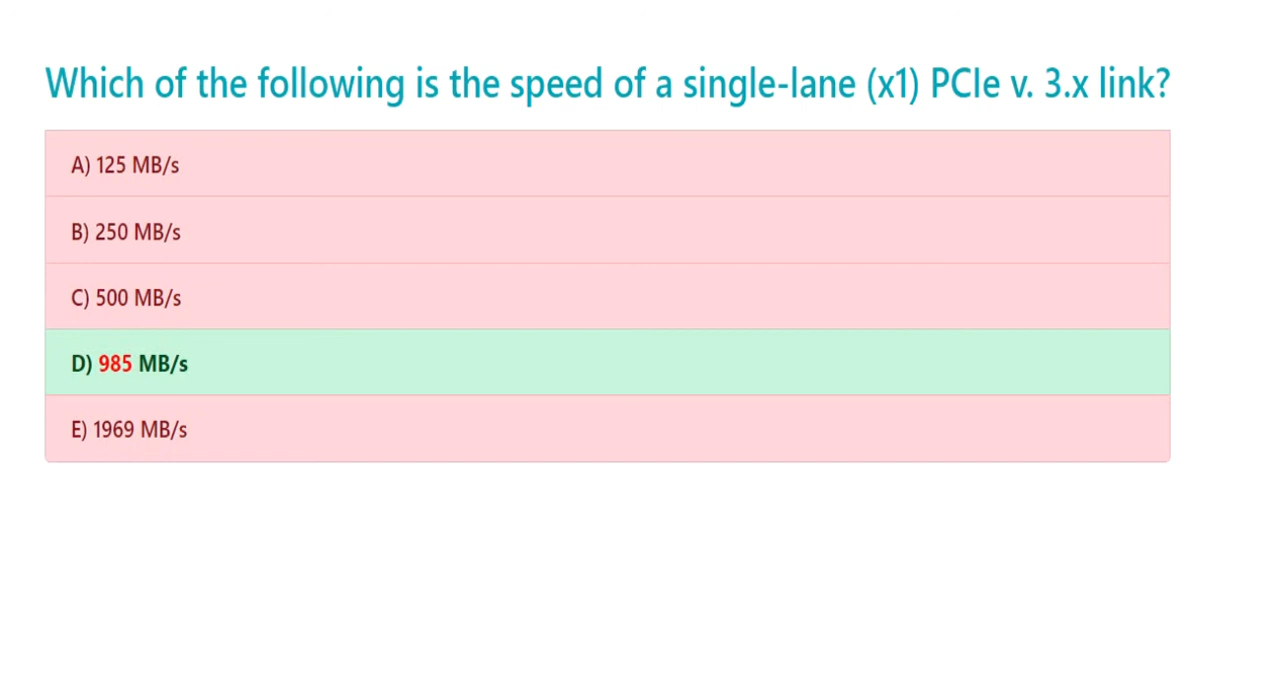 Which of the following is the speed of a single-lane (x1) PCIe v. 3.x link?
A) 125 MB/s
B) 250 MB/s
C) 500 MB/s
D) 985 MB/s
E) 1969 MB/s